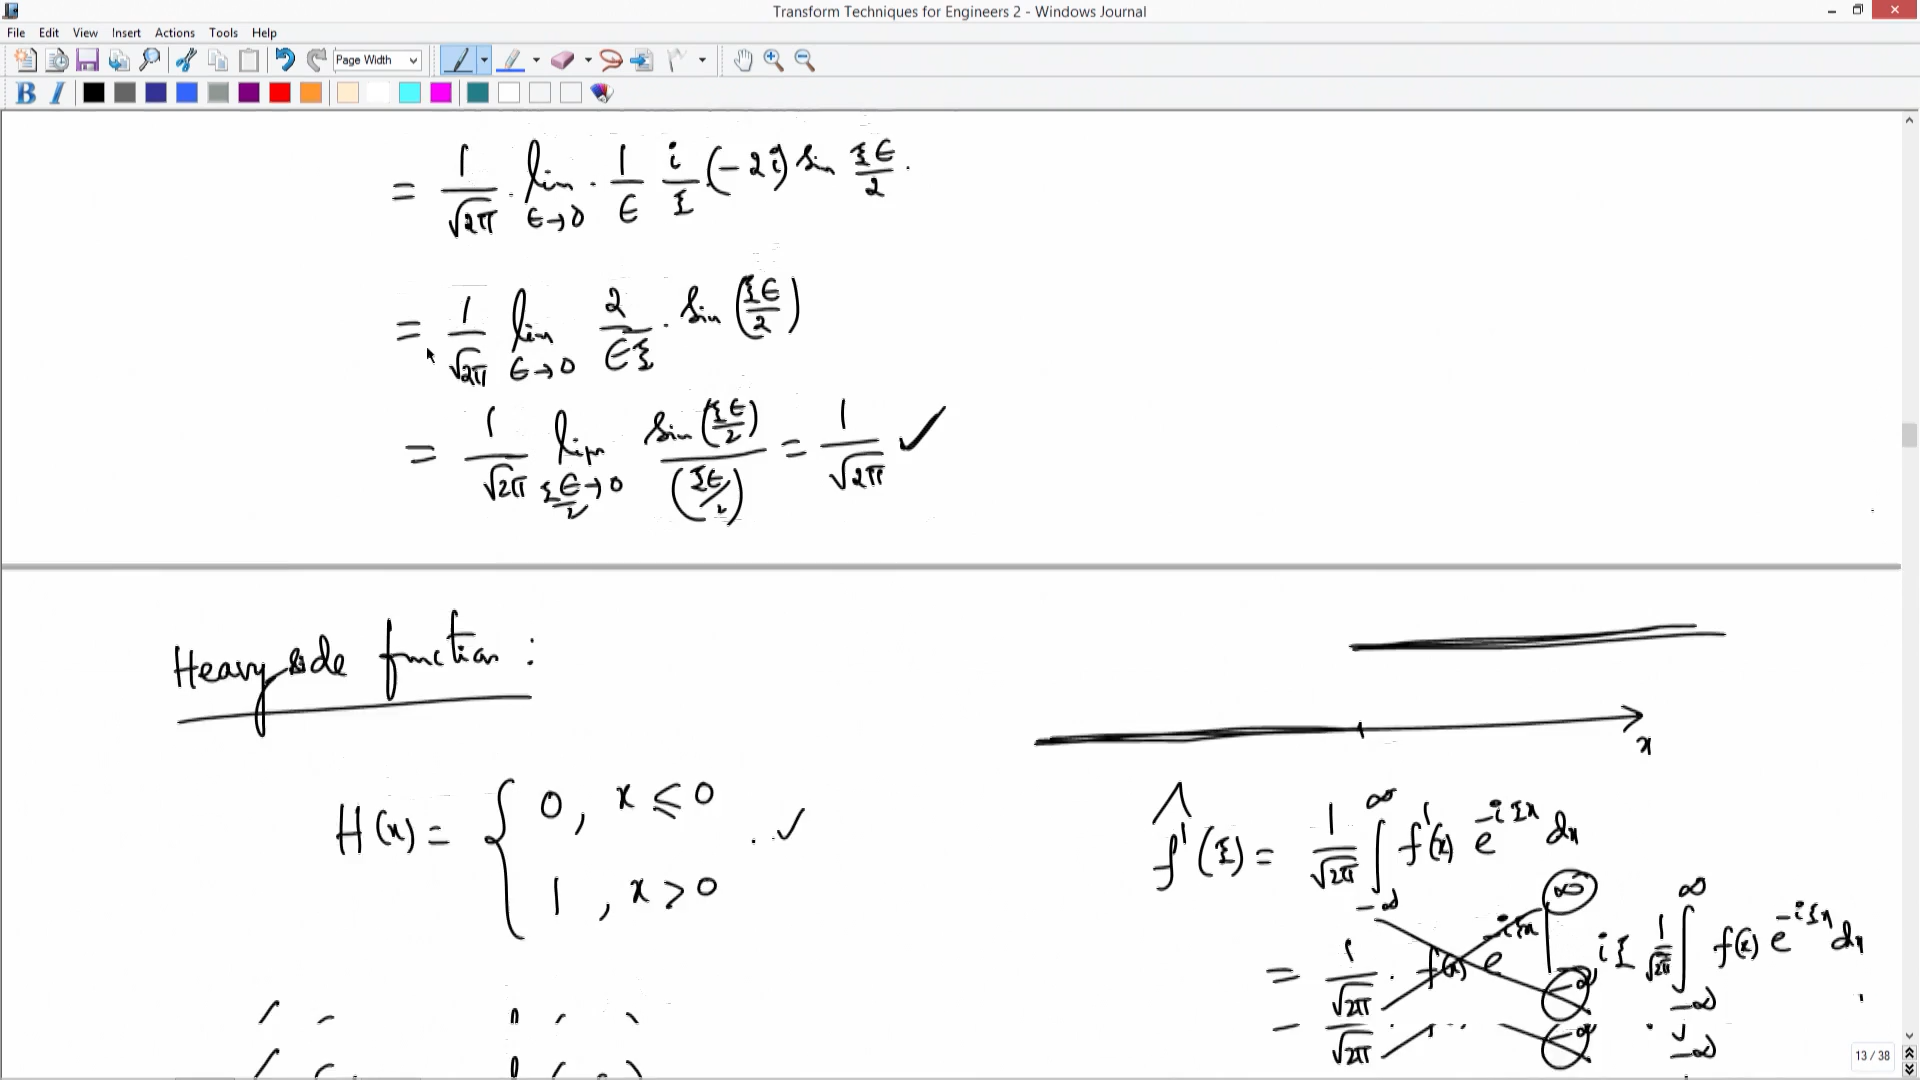 Transform Techniques for Engineers 2 - Windows Journal
File Edit View Insert Actions Tools Help
Page Width
B I
= 1/√2π · lim ε→0 · 1/ε i/ξ (-2i) sin ξε/2 .
= 1/√2π lim ε→0 2/εξ · sin (ξε/2)
= 1/√2π lim ξε/2→0 sin (ξε/2) / (ξε/2) = 1/√2π ✓
Heavyside function :
x
H(x) = { 0, x ≤ 0
1, x > 0 . ✓
f'^(ξ) = 1/√2π ∫_{-∞}^{∞} f'(x) e^{-iξx} dx
= 1/√2π · f(x) e^{-iξx} |_{-∞}^{∞} iξ 1/√2π ∫_{-∞}^{∞} f(x) e^{-iξx} dx
13 / 38